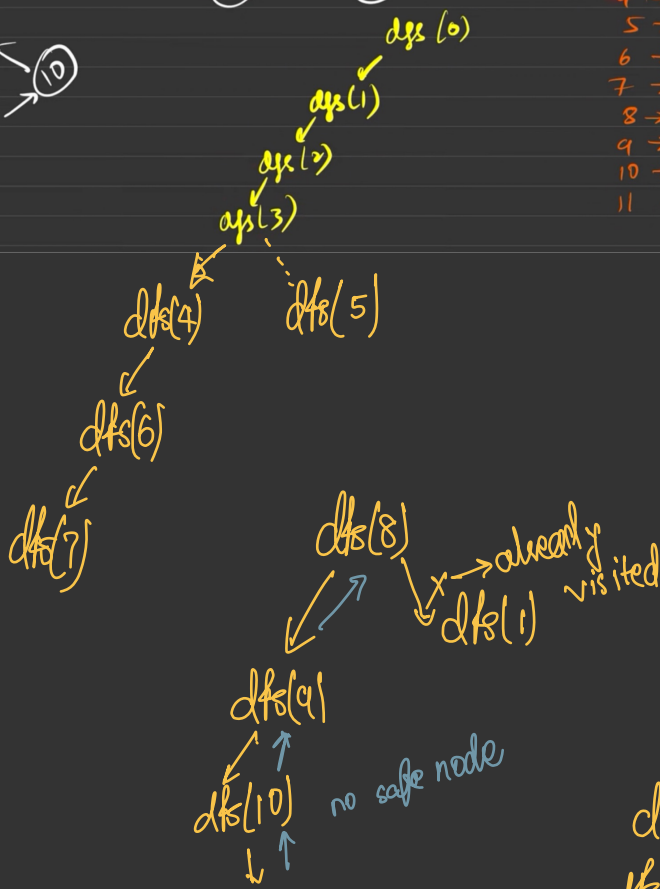 10
dfs(0)
5 -
dfs(1)
6 -
7 -
8 →
dfs(2)
9 →
10 -
dfs(3)
11
dfs(4)
dfs(5)
dfs(6)
dfs(7)
dfs(8)
x → already visited
dfs(1)
dfs(9)
no safe node
dfs(10)
d